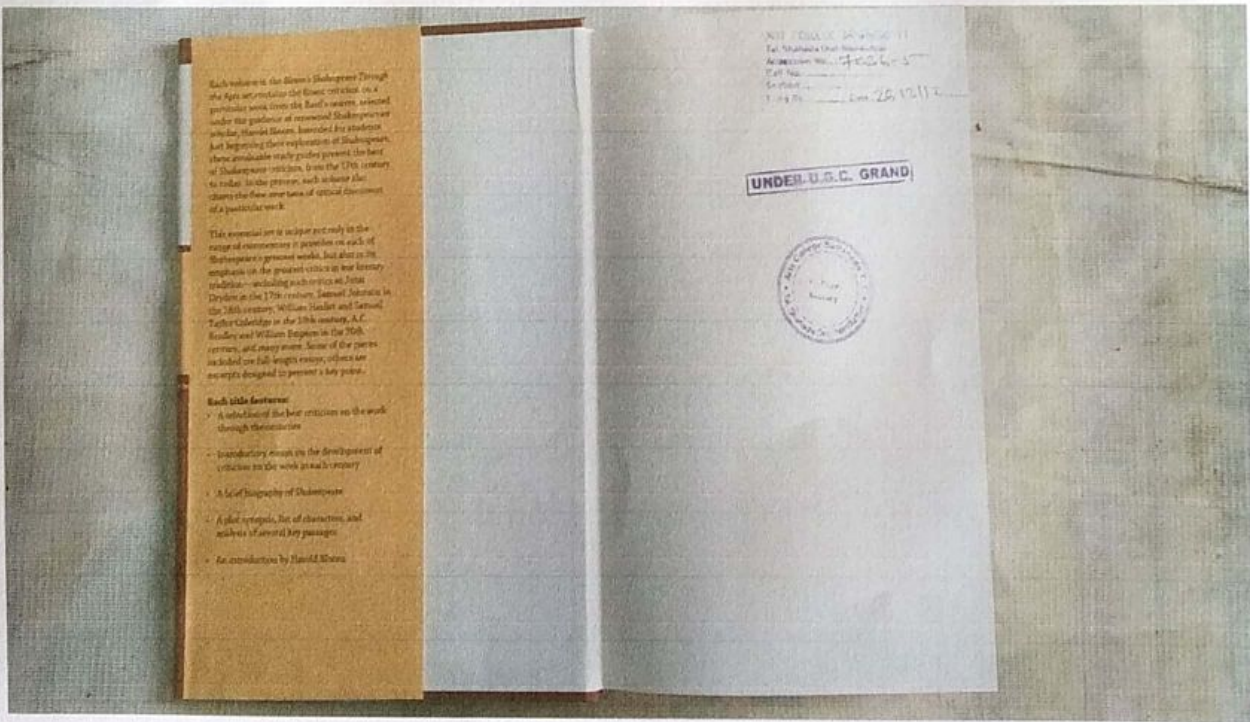 Each volume in the Bloom's Shakespeare Through
the Ages set contains the finest criticism on a
particular work from the Bard's oeuvre, selected
under the guidance of renowned Shakespearean
scholar, Harold Bloom. Intended for students
just beginning their exploration of Shakespeare,
these invaluable study guides present the best
of Shakespeare criticism, from the 17th century
to today. In the process, each volume also
charts the flow over time of critical discussion
of a particular work.
This essential set is unique not only in the
range of commentary it provides on each of
Shakespeare's greatest works, but also in its
emphasis on the greatest critics in our literary
tradition—including such critics as John
Dryden in the 17th century, Samuel Johnson in
the 18th century, William Hazlitt and Samuel
Taylor Coleridge in the 19th century, A.C.
Bradley and William Empson in the 20th
century, and many more. Some of the pieces
included are full-length essays; others are
excerpts designed to present a key point.
Each title features:
• A selection of the best criticism on the work
through the centuries
• Introductory essays on the development of
criticism on the work in each century
• A brief biography of Shakespeare
• A plot synopsis, list of characters, and
analysis of several key passages
• An introduction by Harold Bloom
Accession No.
Call No.
Date 26/12/12
UNDER-U.G.C. GRAND
Arts College